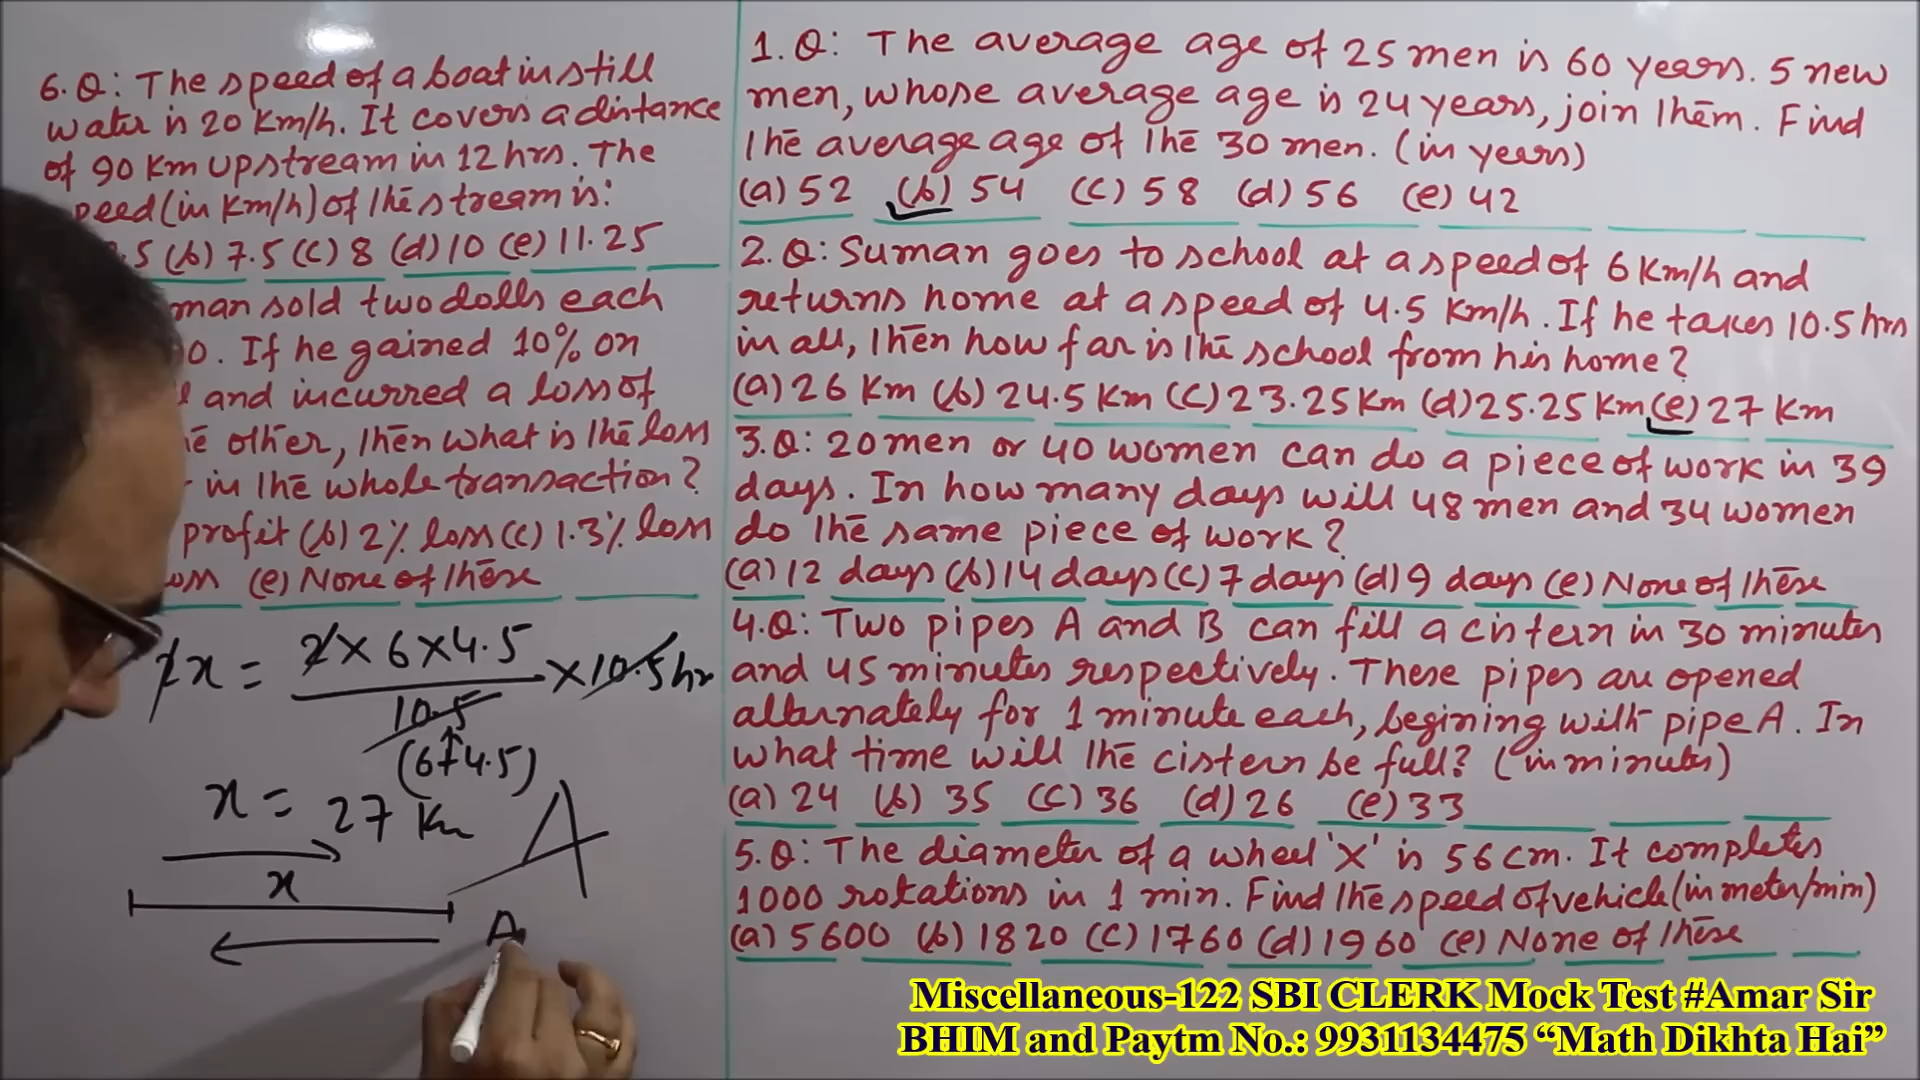 6.Q: The speed of a boat in still
water is 20 Km/h. It covers a distance
of 90 Km upstream in 12 hrs. The
peed (in Km/h) of the stream is:
.5 (b) 7.5 (c) 8 (d) 10 (e) 11.25
man sold two dolls each
0. If he gained 10% on
and incurred a loss of
other, then what is the loss
in the whole transaction?
profit (b) 2% loss (c) 1.3% loss
(e) None of these
2x = 2 x 6 x 4.5 x 10.5 hr
10.5
(6+4.5)
x = 27 Km
x
A
A
1.Q: The average age of 25 men is 60 years. 5 new
men, whose average age is 24 years, join them. Find
the average age of the 30 men. (in years)
(a) 52 (b) 54 (c) 58 (d) 56 (e) 42
2.Q: Suman goes to school at a speed of 6 Km/h and
returns home at a speed of 4.5 Km/h. If he takes 10.5 hrs
in all, then how far is the school from his home?
(a) 26 Km (b) 24.5 Km (c) 23.25 Km (d) 25.25 Km (e) 27 Km
3.Q: 20 men or 40 women can do a piece of work in 39
days. In how many days will 48 men and 34 women
do the same piece of work?
(a) 12 days (b) 14 days (c) 7 days (d) 9 days (e) None of these
4.Q: Two pipes A and B can fill a cistern in 30 minutes
and 45 minutes respectively. These pipes are opened
alternately for 1 minute each, begining with pipe A. In
what time will the cistern be full? (in minutes)
(a) 24 (b) 35 (c) 36 (d) 26 (e) 33
5.Q: The diameter of a wheel 'X' is 56 cm. It completes
1000 rotations in 1 min. Find the speed of vehicle (in meter/min)
(a) 5600 (b) 1820 (c) 1760 (d) 1960 (e) None of these
Miscellaneous-122 SBI CLERK Mock Test #Amar Sir
BHIM and Paytm No.: 9931134475 “Math Dikhta Hai”